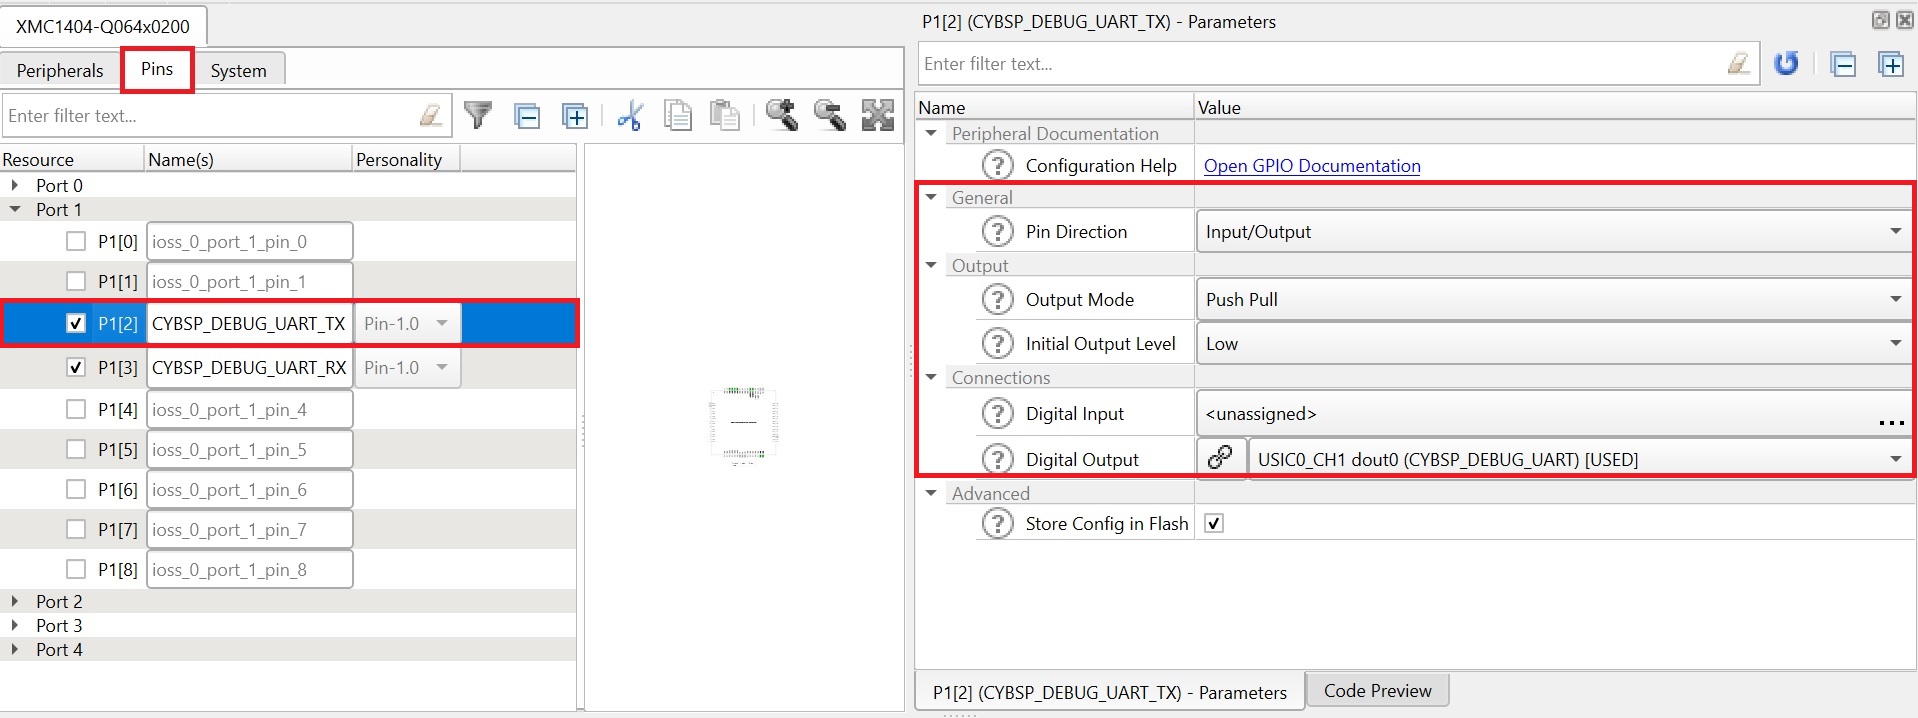 XMC1404-Q064x0200
Peripherals Pins System
Enter filter text...
Resource Name(s) Personality
Port 0
Port 1
P1[0] ioss_0_port_1_pin_0
P1[1] ioss_0_port_1_pin_1
P1[2] CYBSP_DEBUG_UART_TX Pin-1.0
P1[3] CYBSP_DEBUG_UART_RX Pin-1.0
P1[4] ioss_0_port_1_pin_4
P1[5] ioss_0_port_1_pin_5
P1[6] ioss_0_port_1_pin_6
P1[7] ioss_0_port_1_pin_7
P1[8] ioss_0_port_1_pin_8
Port 2
Port 3
Port 4
P1[2] (CYBSP_DEBUG_UART_TX) - Parameters
Enter filter text...
Name Value
Peripheral Documentation
? Configuration Help Open GPIO Documentation
General
? Pin Direction Input/Output
Output
? Output Mode Push Pull
? Initial Output Level Low
Connections
? Digital Input <unassigned> ...
? Digital Output USIC0_CH1 dout0 (CYBSP_DEBUG_UART) [USED]
Advanced
? Store Config in Flash
P1[2] (CYBSP_DEBUG_UART_TX) - Parameters Code Preview